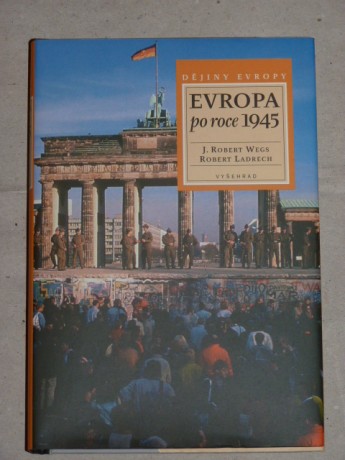 DĚJINY EVROPY
EVROPA
po roce 1945
J. ROBERT WEGS
ROBERT LADRECH
VYŠEHRAD